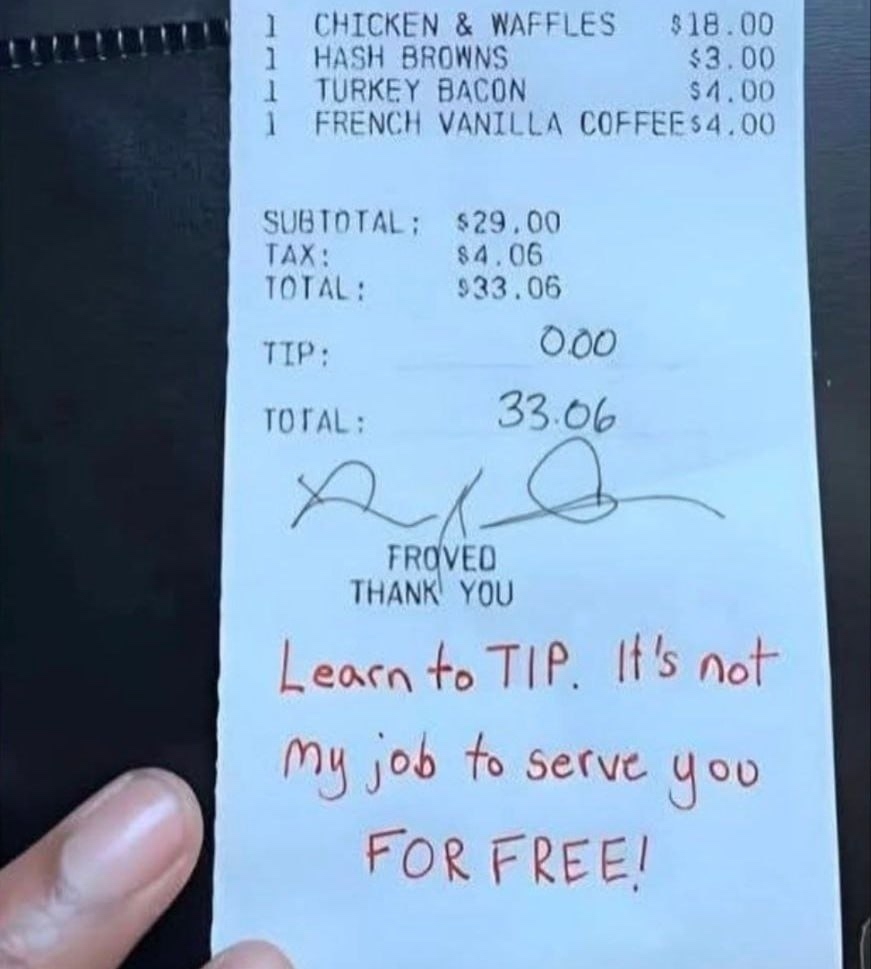 1 CHICKEN & WAFFLES $18.00
1 HASH BROWNS $3.00
1 TURKEY BACON $4.00
1 FRENCH VANILLA COFFEE $4.00
SUBTOTAL: $29.00
TAX: $4.06
TOTAL: $33.06
TIP: 0.00
TOTAL: 33.06
FROVED
THANK YOU
Learn to TIP. It's not
my job to serve you
FOR FREE!